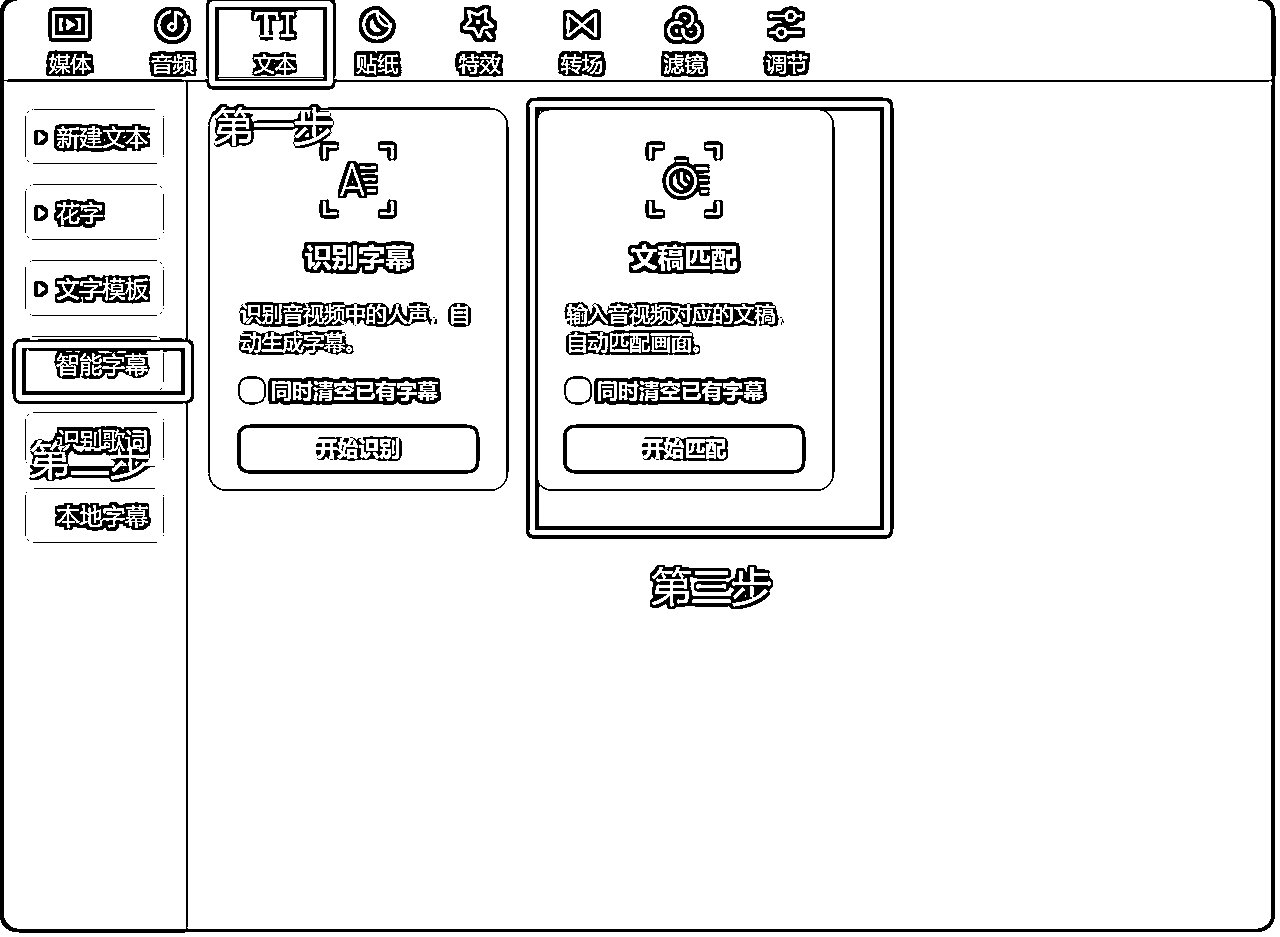 媒体
音频
文本
贴纸
特效
转场
滤镜
调节
新建文本
花字
文字模板
智能字幕
识别歌词
第二步
本地字幕
第一步
识别字幕
识别音视频中的人声，自
动生成字幕。
同时清空已有字幕
开始识别
文稿匹配
输入音视频对应的文稿，
自动匹配画面。
同时清空已有字幕
开始匹配
第三步